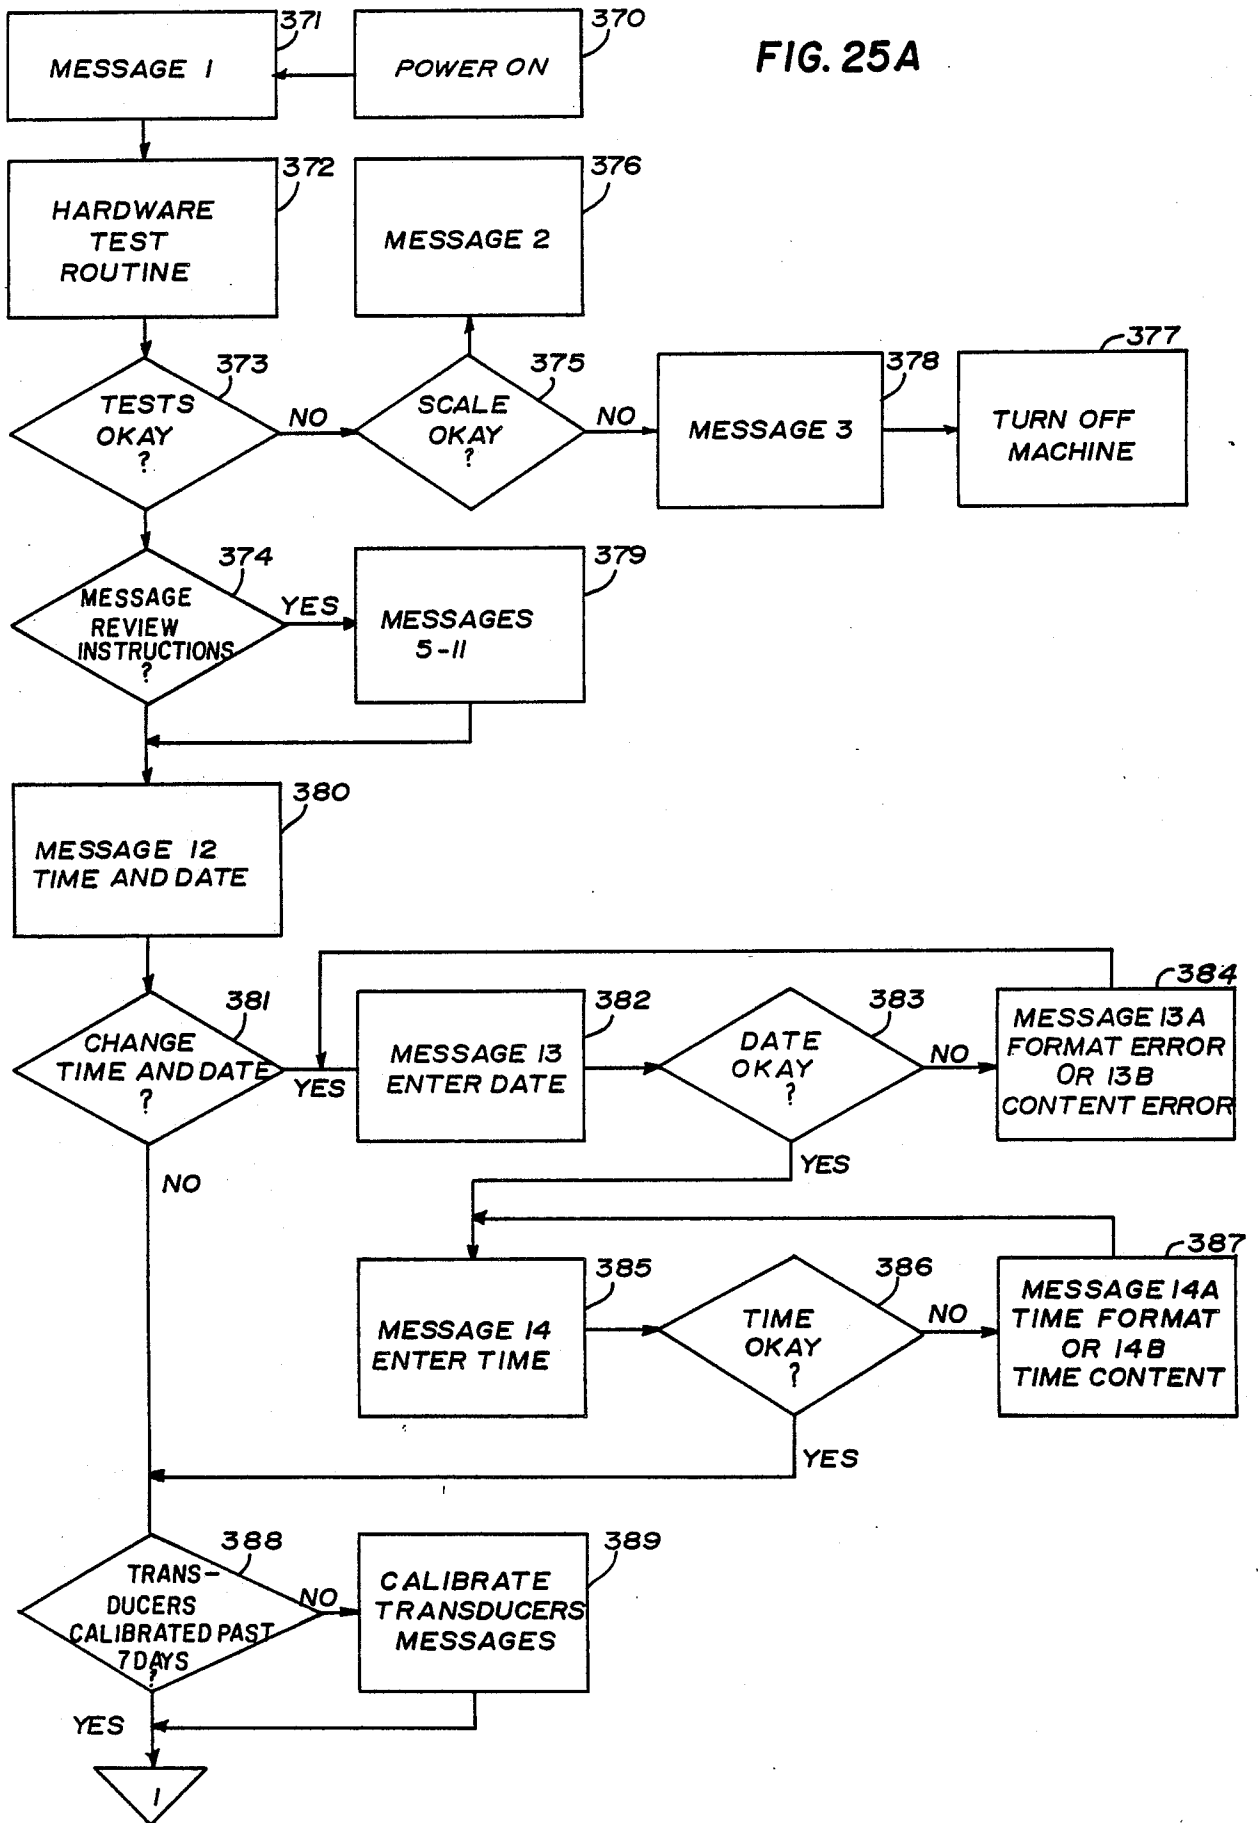 FIG. 25A
371
MESSAGE 1
370
POWER ON
372
HARDWARE
TEST
ROUTINE
376
MESSAGE 2
373
TESTS
OKAY
?
NO
375
SCALE
OKAY
?
NO
378
MESSAGE 3
377
TURN OFF
MACHINE
374
MESSAGE
REVIEW
INSTRUCTIONS
?
YES
379
MESSAGES
5-11
380
MESSAGE 12
TIME AND DATE
381
CHANGE
TIME AND DATE
?
YES
NO
382
MESSAGE 13
ENTER DATE
383
DATE
OKAY
?
NO
YES
384
MESSAGE 13A
FORMAT ERROR
OR 13B
CONTENT ERROR
385
MESSAGE 14
ENTER TIME
386
TIME
OKAY
?
NO
YES
387
MESSAGE 14A
TIME FORMAT
OR 14B
TIME CONTENT
388
TRANS-
DUCERS
CALIBRATED PAST
7 DAYS
?
NO
YES
389
CALIBRATE
TRANSDUCERS
MESSAGES
1